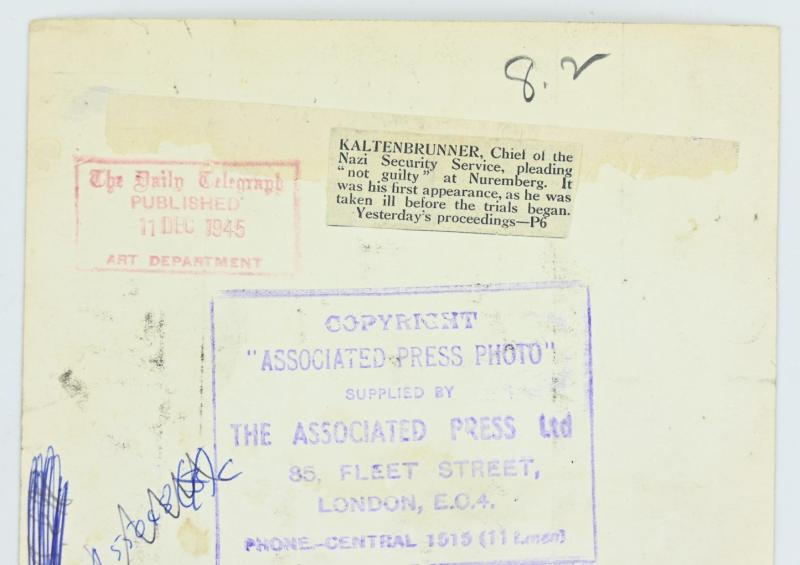 8.2
KALTENBRUNNER, Chief of the
Nazi Security Service, pleading
"not guilty" at Nuremberg. It
was his first appearance, as he was
taken ill before the trials began.
Yesterday's proceedings—P6
The Daily Telegraph
PUBLISHED
11 DEC 1945
ART DEPARTMENT
COPYRIGHT
"ASSOCIATED PRESS PHOTO"
SUPPLIED BY
THE ASSOCIATED PRESS Ltd
85, FLEET STREET,
LONDON, E.C.4.
PHONE-CENTRAL 1515 (11 Lines)